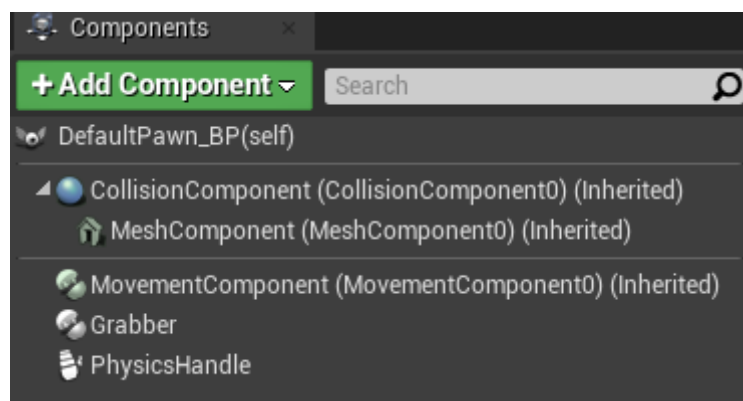 Components
+ Add Component
Search
DefaultPawn_BP(self)
CollisionComponent (CollisionComponent0) (Inherited)
MeshComponent (MeshComponent0) (Inherited)
MovementComponent (MovementComponent0) (Inherited)
Grabber
PhysicsHandle